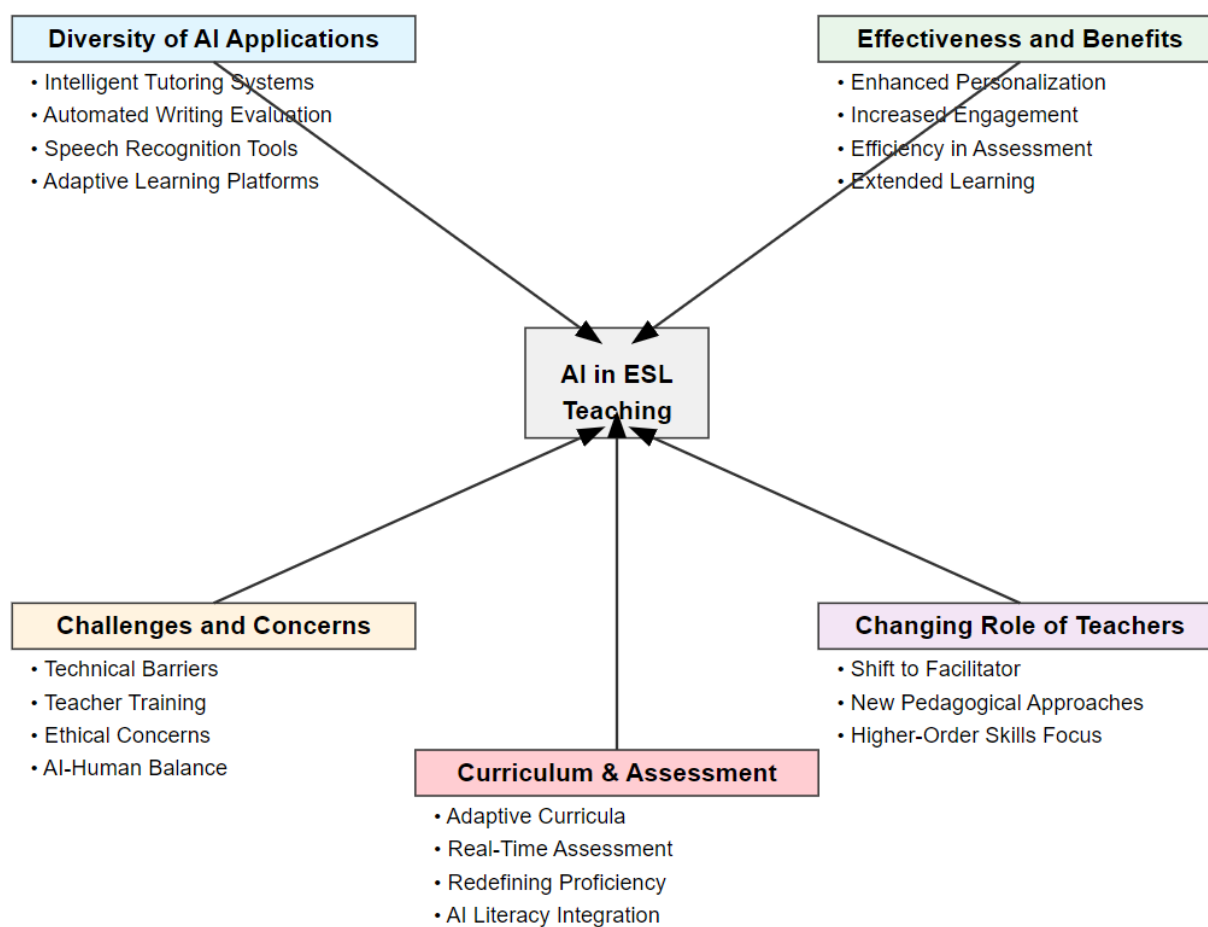 Diversity of AI Applications
• Intelligent Tutoring Systems
• Automated Writing Evaluation
• Speech Recognition Tools
• Adaptive Learning Platforms
Effectiveness and Benefits
• Enhanced Personalization
• Increased Engagement
• Efficiency in Assessment
• Extended Learning
AI in ESL
Teaching
Challenges and Concerns
• Technical Barriers
• Teacher Training
• Ethical Concerns
• AI-Human Balance
Curriculum & Assessment
• Adaptive Curricula
• Real-Time Assessment
• Redefining Proficiency
• AI Literacy Integration
Changing Role of Teachers
• Shift to Facilitator
• New Pedagogical Approaches
• Higher-Order Skills Focus